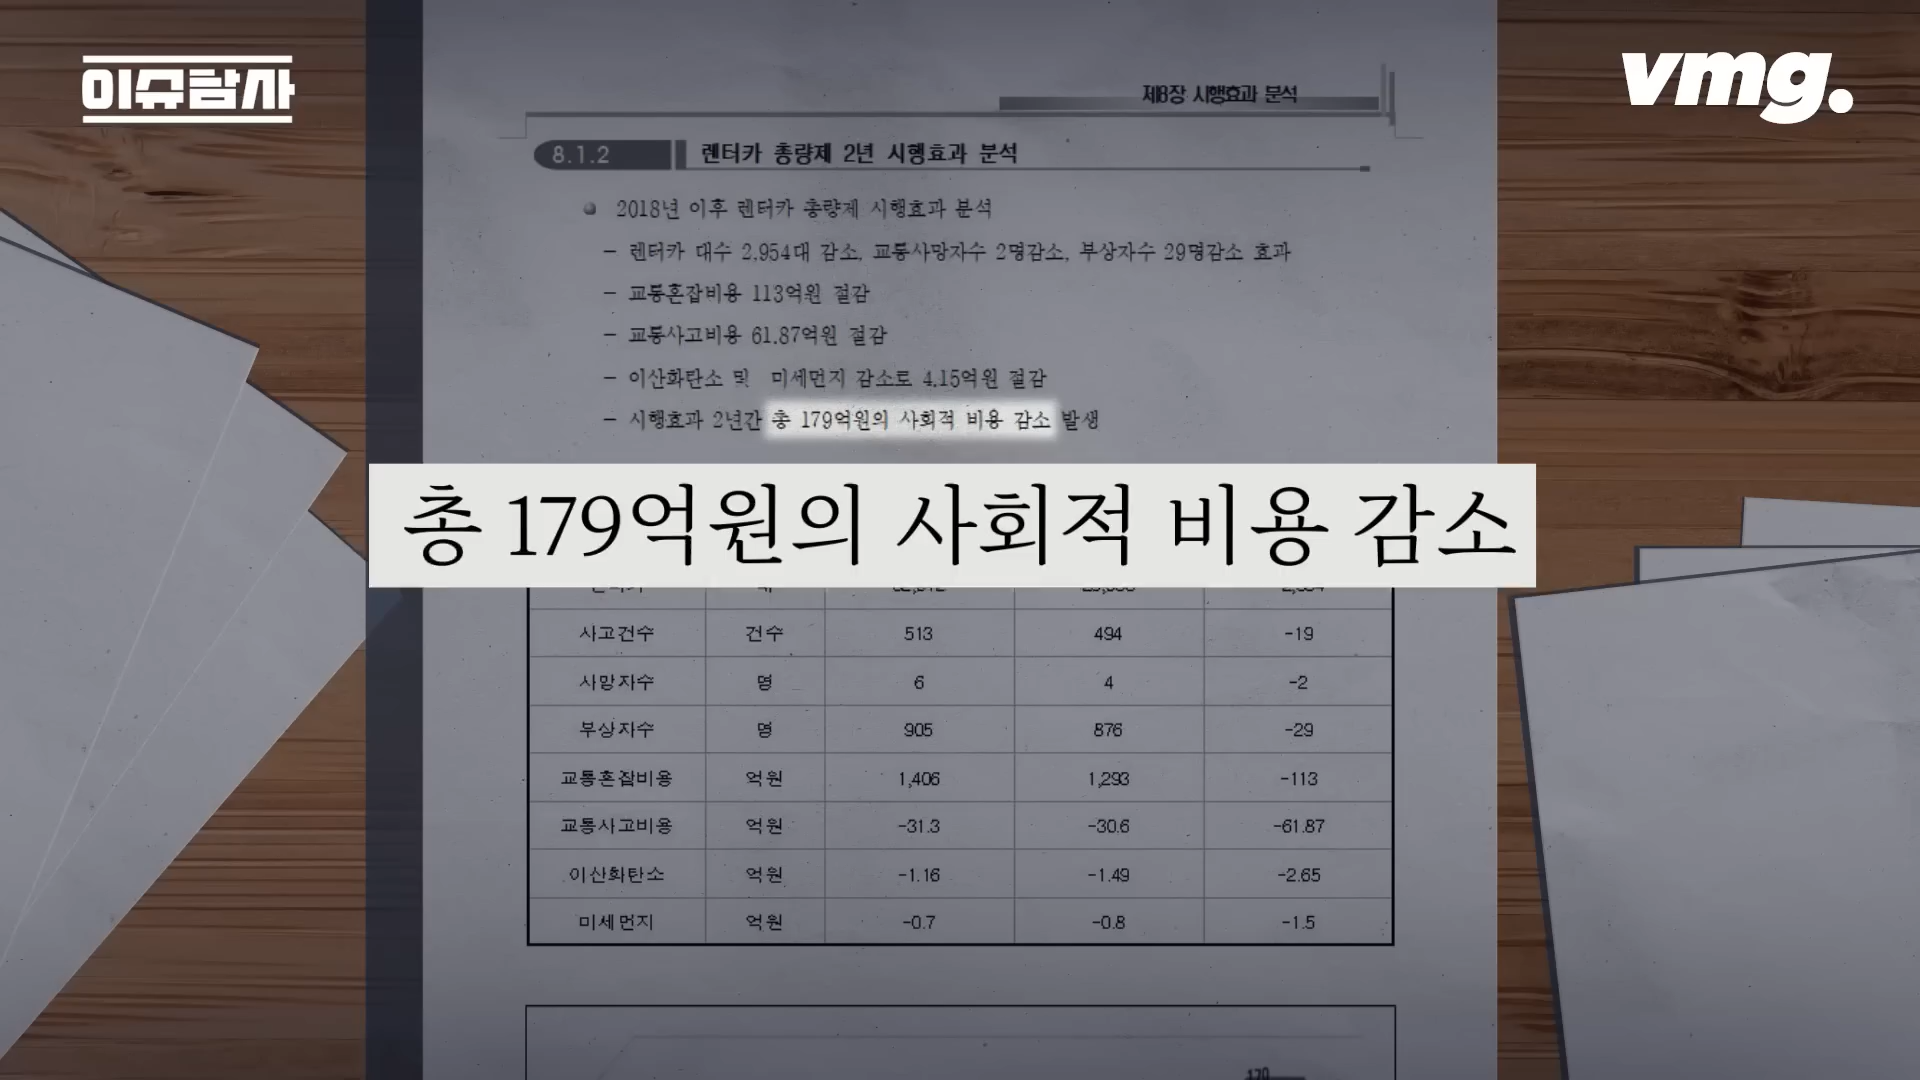 이슈탐사
vmg.
제8장 시행효과 분석
8.1.2 렌터카 총량제 2년 시행효과 분석
2018년 이후 렌터카 총량제 시행효과 분석
- 렌터카 대수 2,954대 감소, 교통사망자수 2명감소, 부상자수 29명감소 효과
- 교통혼잡비용 113억원 절감
- 교통사고비용 61.87억원 절감
- 이산화탄소 및 미세먼지 감소로 4.15억원 절감
- 시행효과 2년간 총 179억원의 사회적 비용 감소 발생
총 179억원의 사회적 비용 감소
사고건수 건수 513 494 -19
사망자수 명 6 4 -2
부상자수 명 905 876 -29
교통혼잡비용 억원 1,406 1,293 -113
교통사고비용 억원 -31.3 -30.6 -61.87
이산화탄소 억원 -1.16 -1.49 -2.65
미세먼지 억원 -0.7 -0.8 -1.5